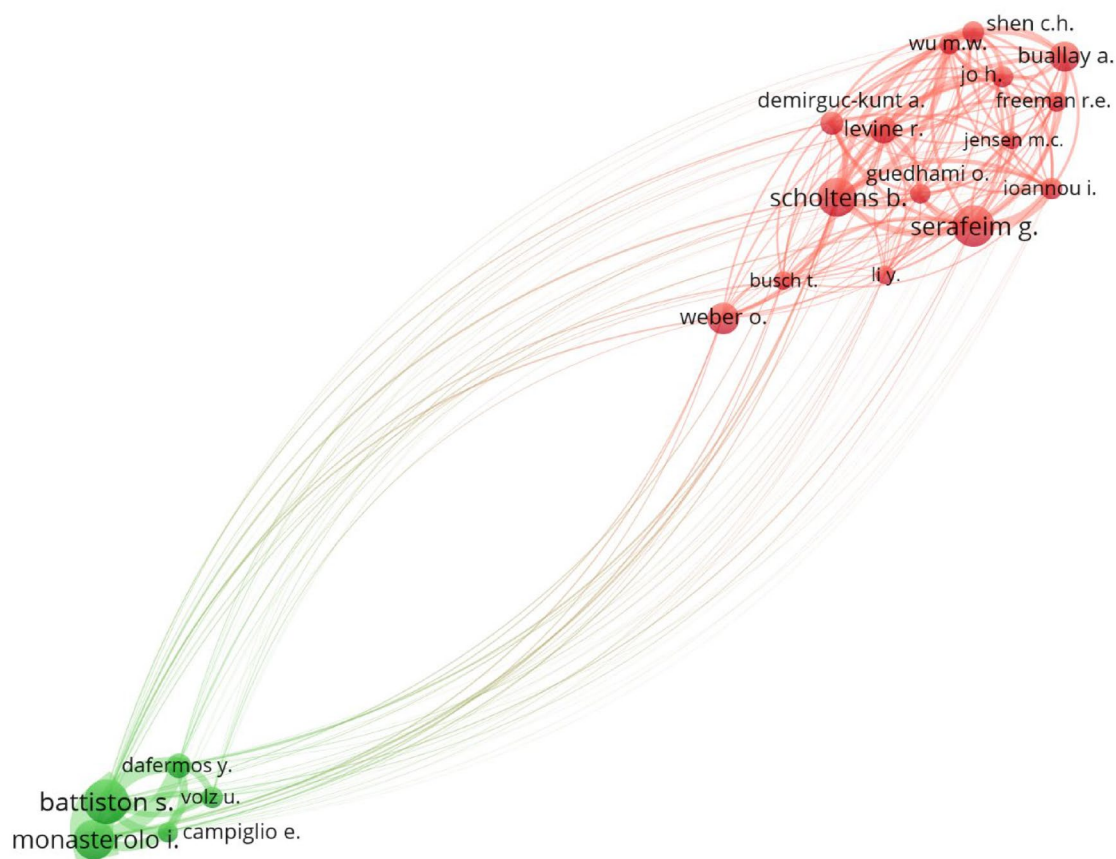 shen c.h.
wu m.w.
buallay a.
jo h.
demirguc-kunt a.
freeman r.e.
levine r.
jensen m.c.
guedhami o.
ioannou i.
scholtens b.
serafeim g.
busch t.
li y.
weber o.
dafermos y.
battiston s.
volz u.
monasterolo i.
campiglio e.